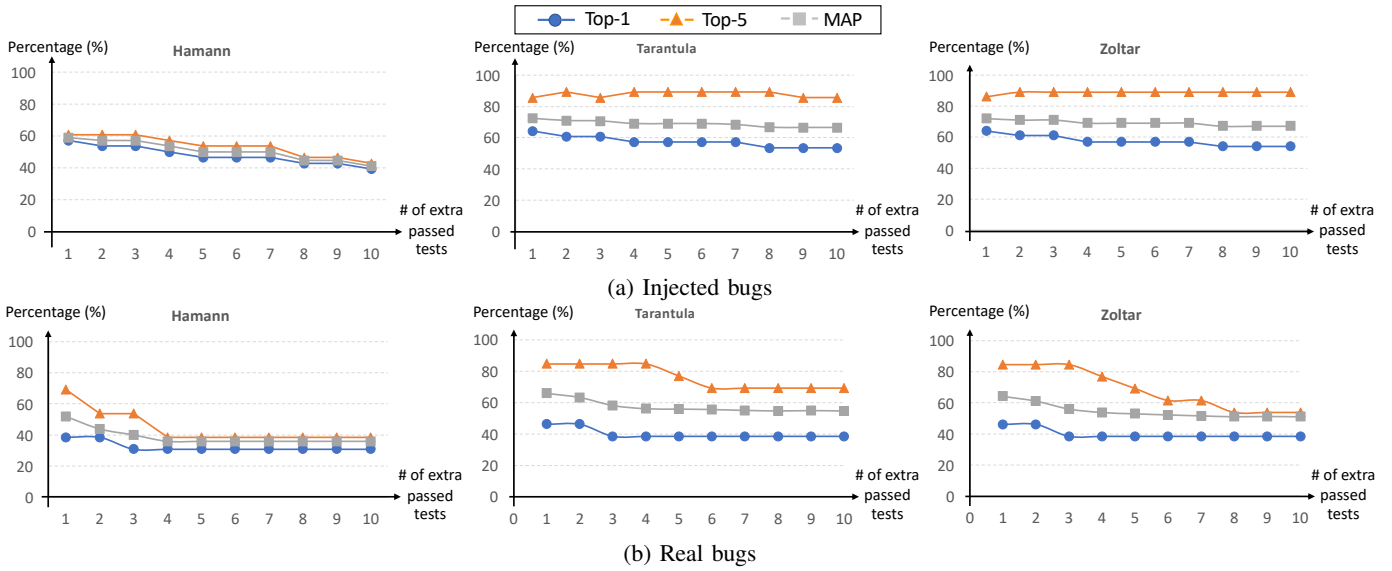 Top-1 Top-5 MAP
Percentage (%) Hamann
100
80
60
40
20
0
1 2 3 4 5 6 7 8 9 10
# of extra
passed
tests
Percentage (%) Tarantula
100
80
60
40
20
0
1 2 3 4 5 6 7 8 9 10
# of extra
passed
tests
Percentage (%) Zoltar
100
80
60
40
20
0
1 2 3 4 5 6 7 8 9 10
# of extra
passed
tests
(a) Injected bugs
Percentage (%) Hamann
100
80
60
40
20
0
1 2 3 4 5 6 7 8 9 10
# of extra
passed
tests
Percentage (%) Tarantula
100
80
60
40
20
0
0 1 2 3 4 5 6 7 8 9 10
# of extra
passed
tests
Percentage (%) Zoltar
100
80
60
40
20
0
0 1 2 3 4 5 6 7 8 9 10
# of extra
passed
tests
(b) Real bugs